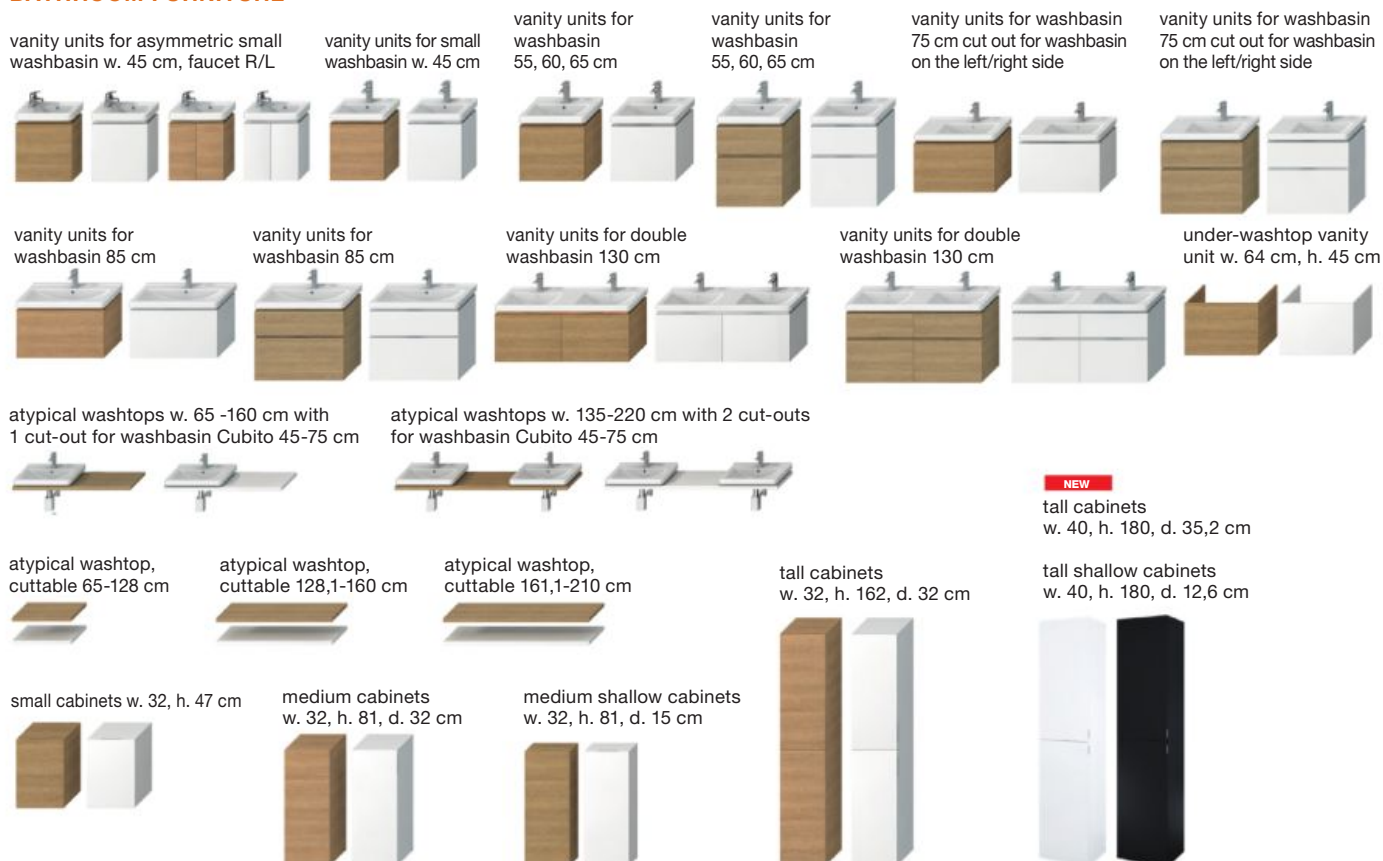 BATHROOM FURNITURE
vanity units for asymmetric small
washbasin w. 45 cm, faucet R/L
vanity units for small
washbasin w. 45 cm
vanity units for
washbasin
55, 60, 65 cm
vanity units for
washbasin
55, 60, 65 cm
vanity units for washbasin
75 cm cut out for washbasin
on the left/right side
vanity units for washbasin
75 cm cut out for washbasin
on the left/right side
vanity units for
washbasin 85 cm
vanity units for
washbasin 85 cm
vanity units for double
washbasin 130 cm
vanity units for double
washbasin 130 cm
under-washtop vanity
unit w. 64 cm, h. 45 cm
atypical washtops w. 65 -160 cm with
1 cut-out for washbasin Cubito 45-75 cm
atypical washtops w. 135-220 cm with 2 cut-outs
for washbasin Cubito 45-75 cm
NEW
tall cabinets
w. 40, h. 180, d. 35,2 cm
atypical washtop,
cuttable 65-128 cm
atypical washtop,
cuttable 128,1-160 cm
atypical washtop,
cuttable 161,1-210 cm
tall cabinets
w. 32, h. 162, d. 32 cm
tall shallow cabinets
w. 40, h. 180, d. 12,6 cm
small cabinets w. 32, h. 47 cm
medium cabinets
w. 32, h. 81, d. 32 cm
medium shallow cabinets
w. 32, h. 81, d. 15 cm